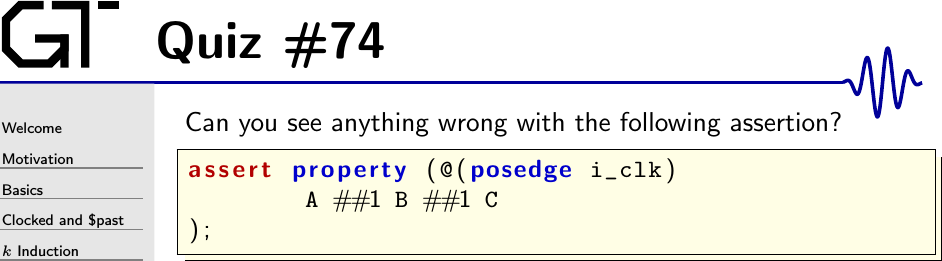 GT
Quiz #74
Welcome
Motivation
Basics
Clocked and $past
k Induction
Can you see anything wrong with the following assertion?
assert property (@(posedge i_clk)
A ##1 B ##1 C
);